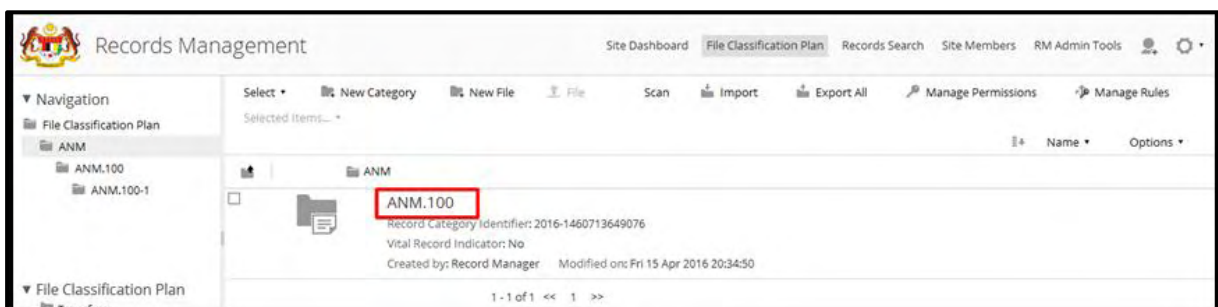 Records Management
Site Dashboard File Classification Plan Records Search Site Members RM Admin Tools
Navigation
File Classification Plan
ANM
ANM.100
ANM.100-1
File Classification Plan
Select New Category New File File Scan Import Export All Manage Permissions Manage Rules
Selected Items...
Name Options
ANM
ANM.100
Record Category Identifier: 2016-1460713649076
Vital Record Indicator: No
Created by: Record Manager Modified on: Fri 15 Apr 2016 20:34:50
1 - 1 of 1 << 1 >>